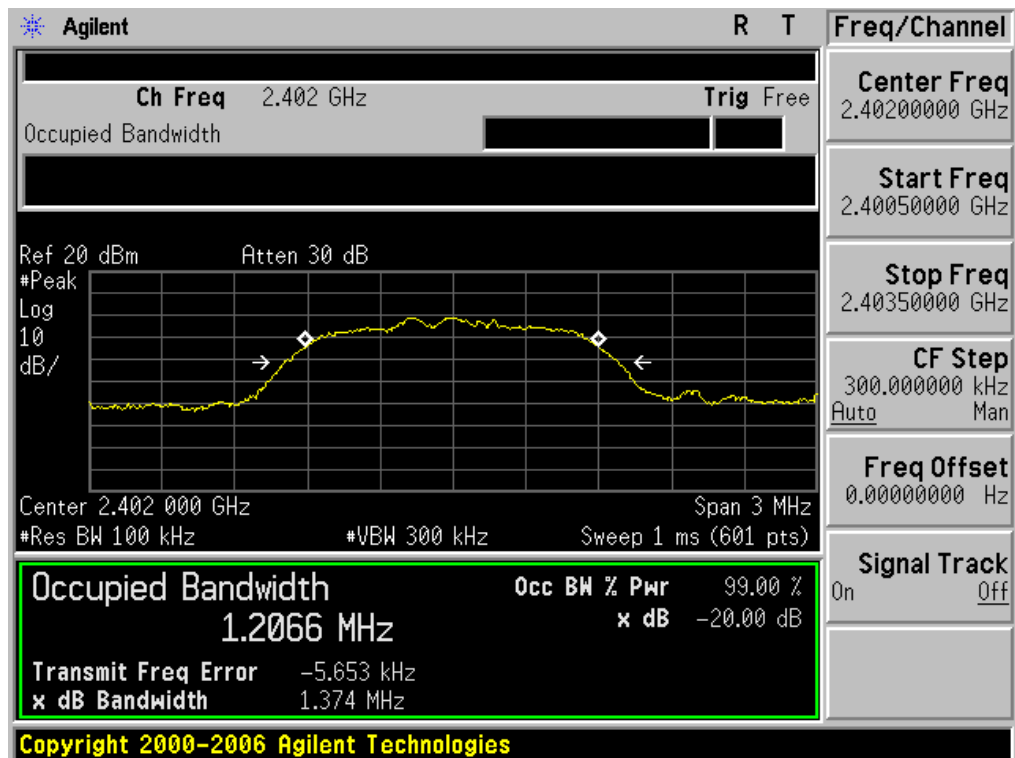 Agilent R T Freq/Channel
Ch Freq 2.402 GHz Trig Free
Occupied Bandwidth
Ref 20 dBm Atten 30 dB
#Peak
Log
10
dB/
Center 2.402 000 GHz Span 3 MHz
#Res BW 100 kHz #VBW 300 kHz Sweep 1 ms (601 pts)
Occupied Bandwidth Occ BW % Pwr 99.00 %
1.2066 MHz x dB -20.00 dB
Transmit Freq Error -5.653 kHz
x dB Bandwidth 1.374 MHz
Copyright 2000-2006 Agilent Technologies
Center Freq
2.40200000 GHz
Start Freq
2.40050000 GHz
Stop Freq
2.40350000 GHz
CF Step
300.000000 kHz
Auto Man
Freq Offset
0.00000000 Hz
Signal Track
On Off